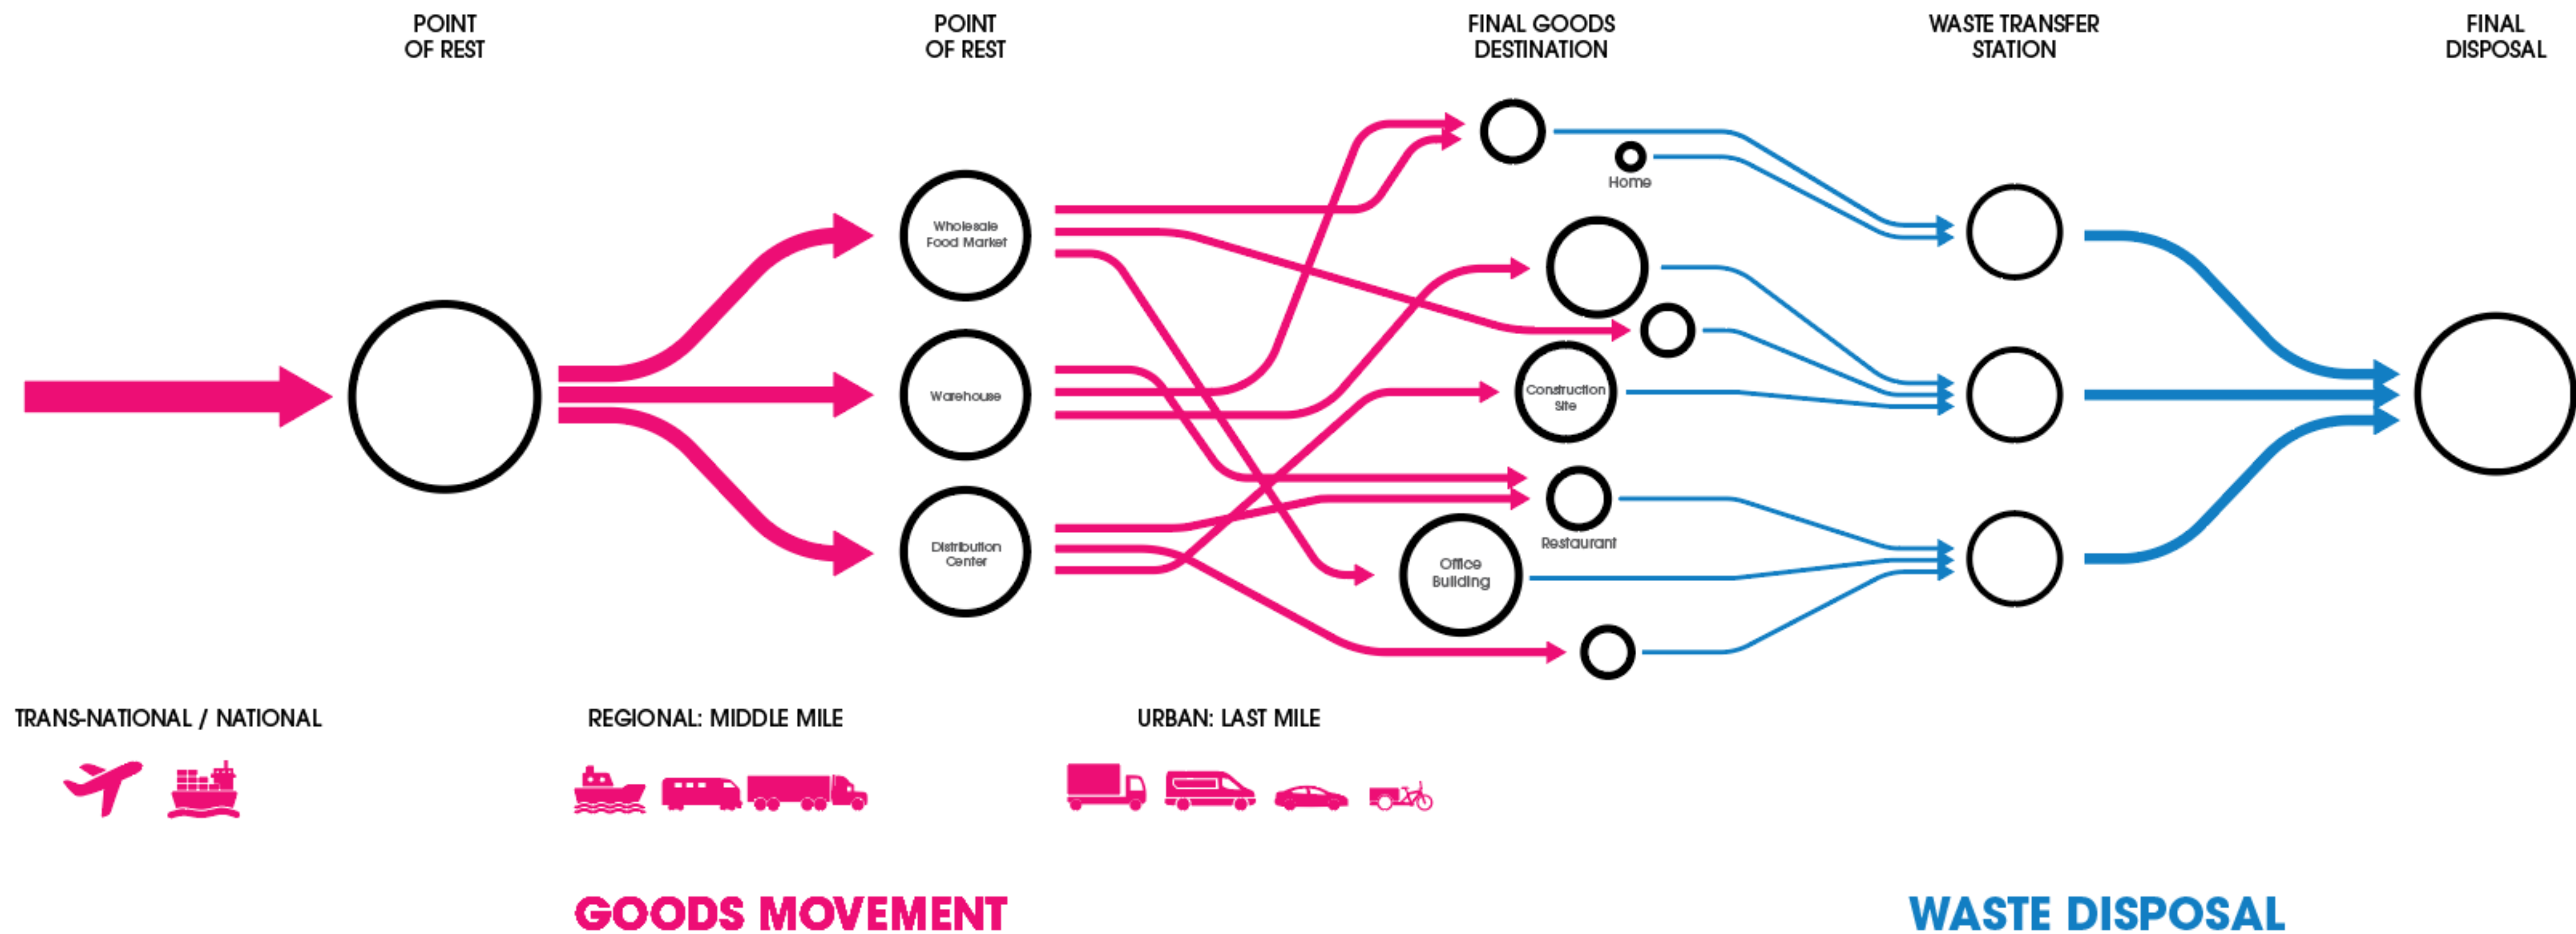 POINT
OF REST
POINT
OF REST
FINAL GOODS
DESTINATION
WASTE TRANSFER
STATION
FINAL
DISPOSAL
Home
Wholesale
Food Market
Warehouse
Construction
Site
Distribution
Center
Restaurant
Office
Building
TRANS-NATIONAL / NATIONAL
REGIONAL: MIDDLE MILE
URBAN: LAST MILE
GOODS MOVEMENT
WASTE DISPOSAL